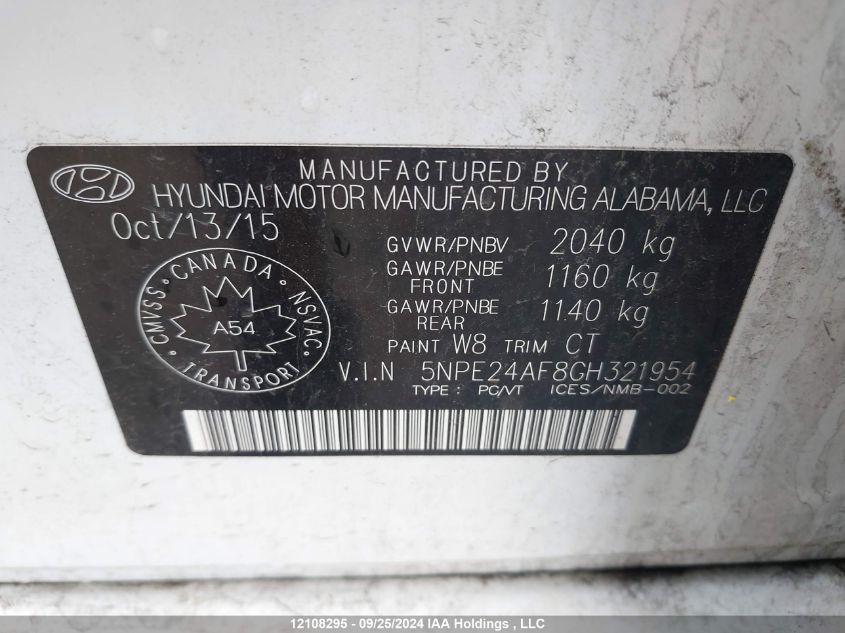 MANUFACTURED BY
HYUNDAI MOTOR MANUFACTURING ALABAMA, LLC
Oct/13/15
GVWR/PNBV 2040 kg
GAWR/PNBE FRONT 1160 kg
GAWR/PNBE REAR 1140 kg
PAINT W8 TRIM CT
V.I.N 5NPE24AF8GH321954
TYPE : PC/VT ICES/NMB-002
CANADA
CMVSS
NSVAC
A54
TRANSPORT
12108295 - 09/25/2024 IAA Holdings , LLC